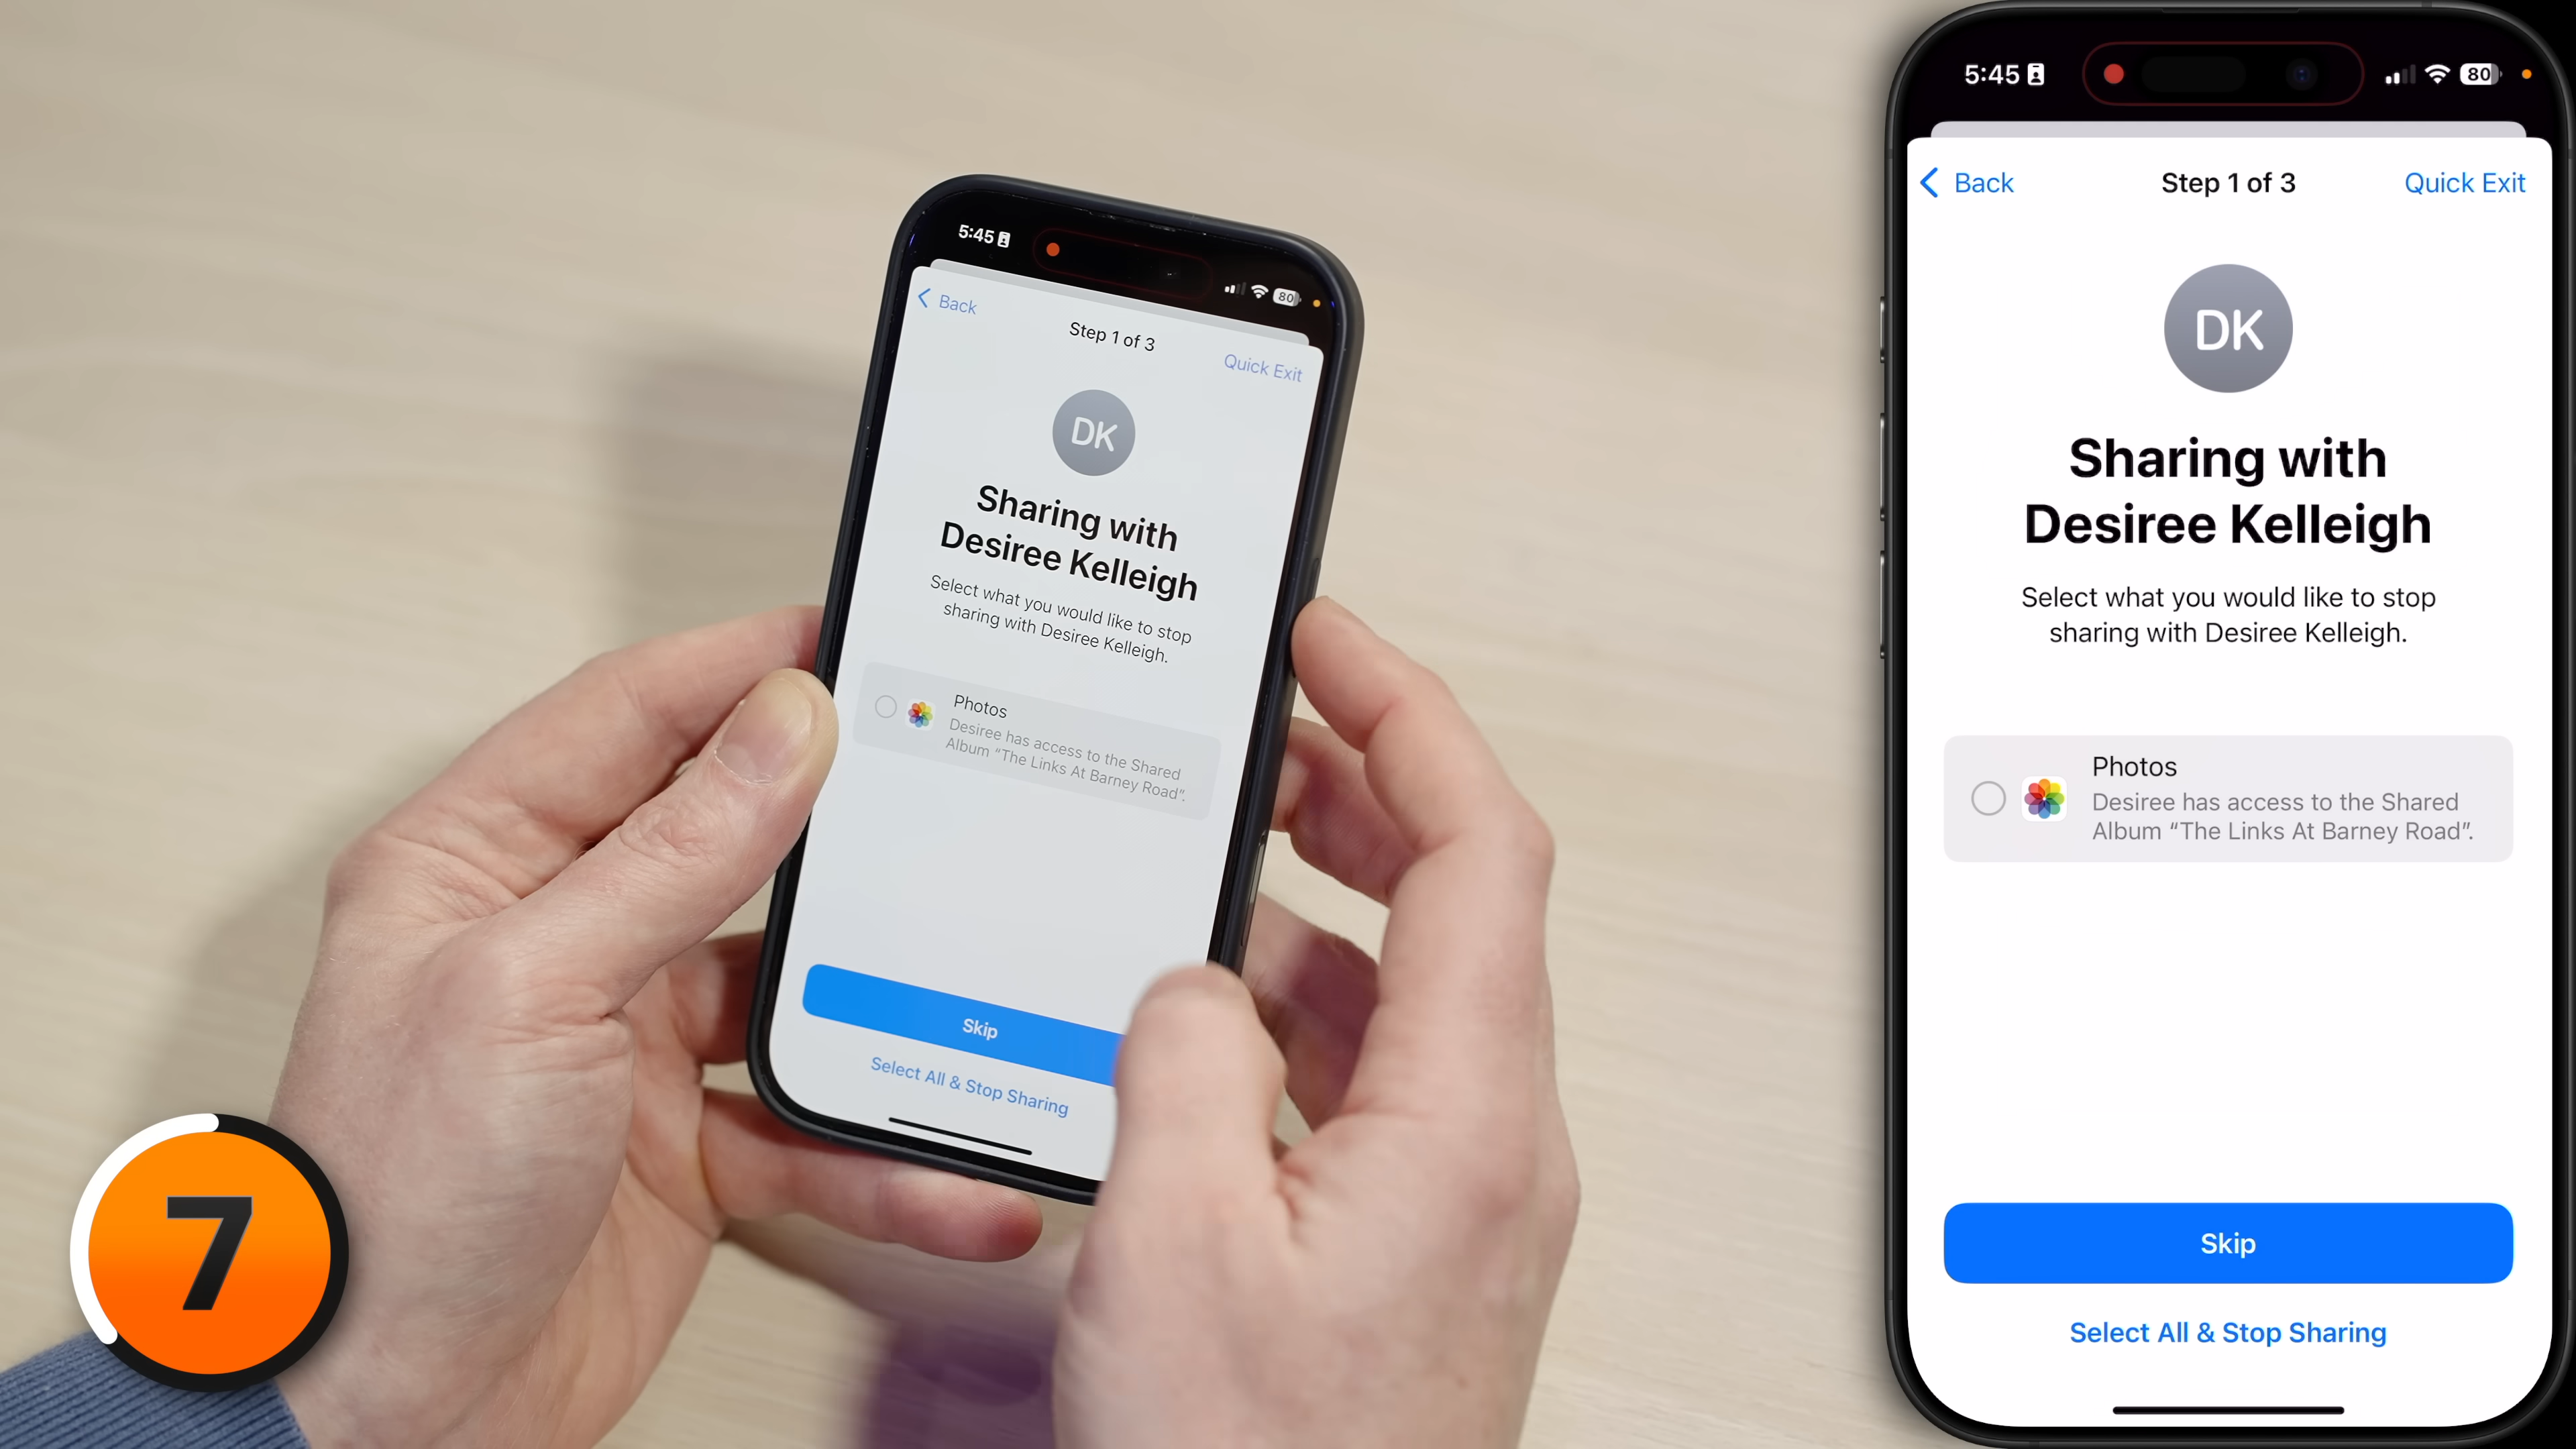 5:45
80
Back
Step 1 of 3
Quick Exit
DK
Sharing with
Desiree Kelleigh
Select what you would like to stop
sharing with Desiree Kelleigh.
Photos
Desiree has access to the Shared
Album “The Links At Barney Road”.
Skip
Select All & Stop Sharing
7
5:45
80
Back
Step 1 of 3
Quick Exit
DK
Sharing with
Desiree Kelleigh
Select what you would like to stop
sharing with Desiree Kelleigh.
Photos
Desiree has access to the Shared
Album “The Links At Barney Road”.
Skip
Select All & Stop Sharing